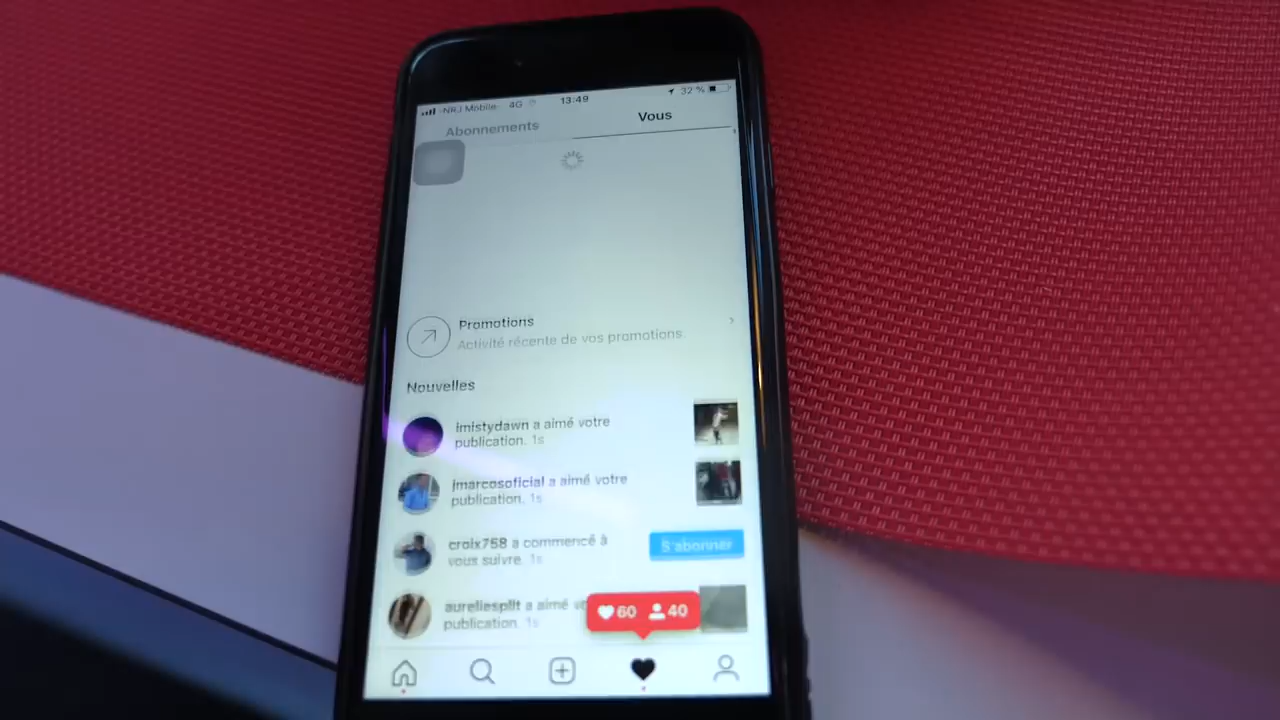 -NRJ Mobile- 4G 13:49 32 %
Abonnements Vous
Promotions
Activité récente de vos promotions.
Nouvelles
imistydawn a aimé votre
publication. 1s
jmarcosoficial a aimé votre
publication. 1s
croix758 a commencé à
vous suivre. 1s
S'abonner
aureliesplit a aimé vo
publication. 1s
60 40